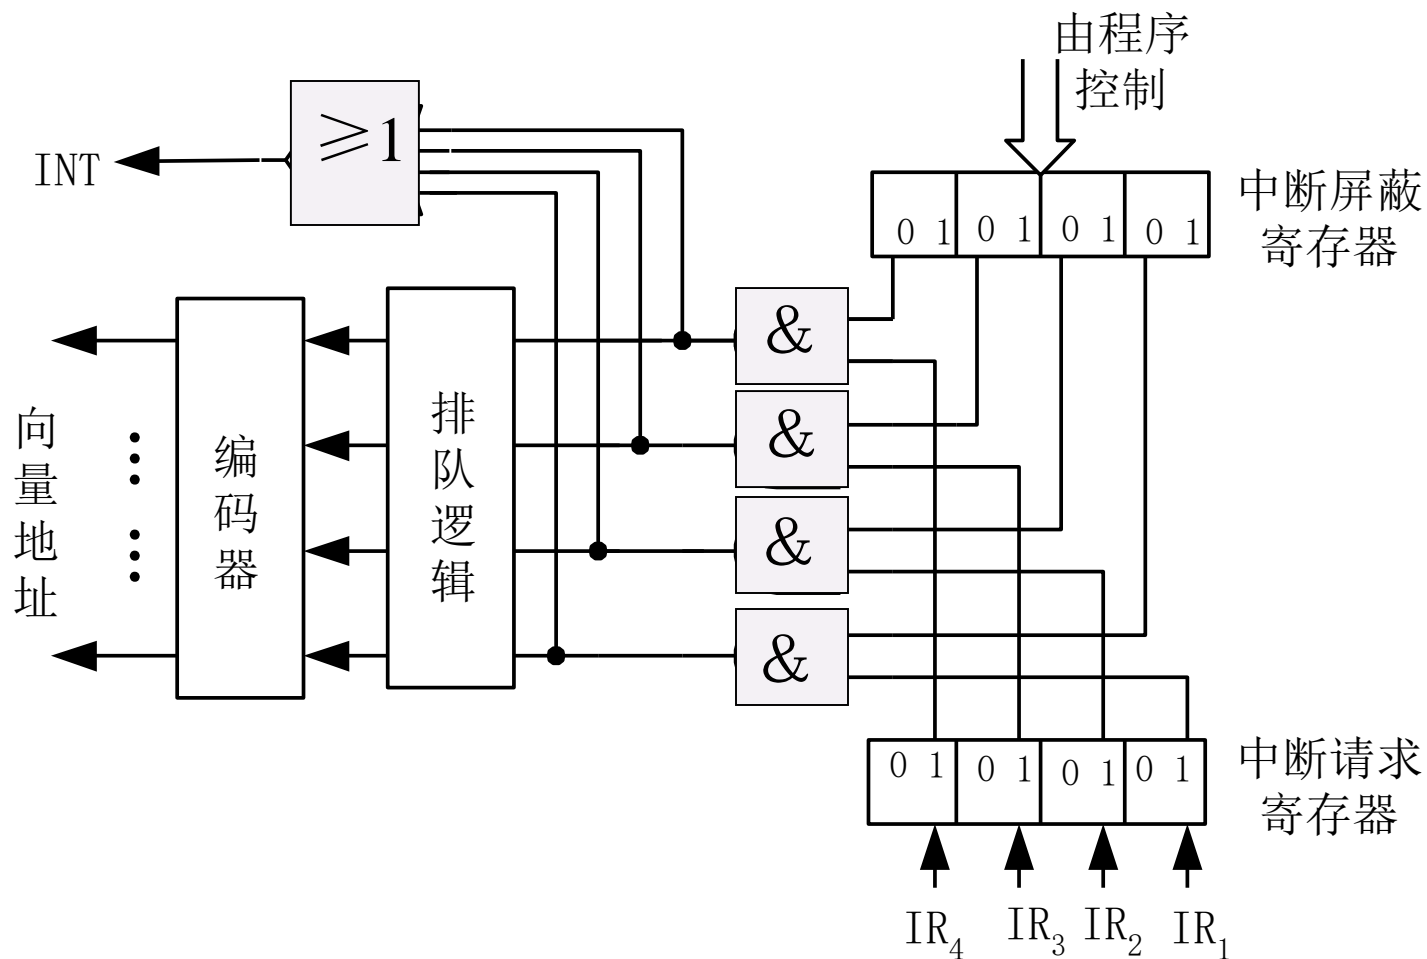 由程序
控制
≥1
INT
中断屏蔽
寄存器
0 1 0 1 0 1 0 1
&
&
&
&
排队逻辑
编码器
向量地址
中断请求
寄存器
0 1 0 1 0 1 0 1
IR4 IR3 IR2 IR1